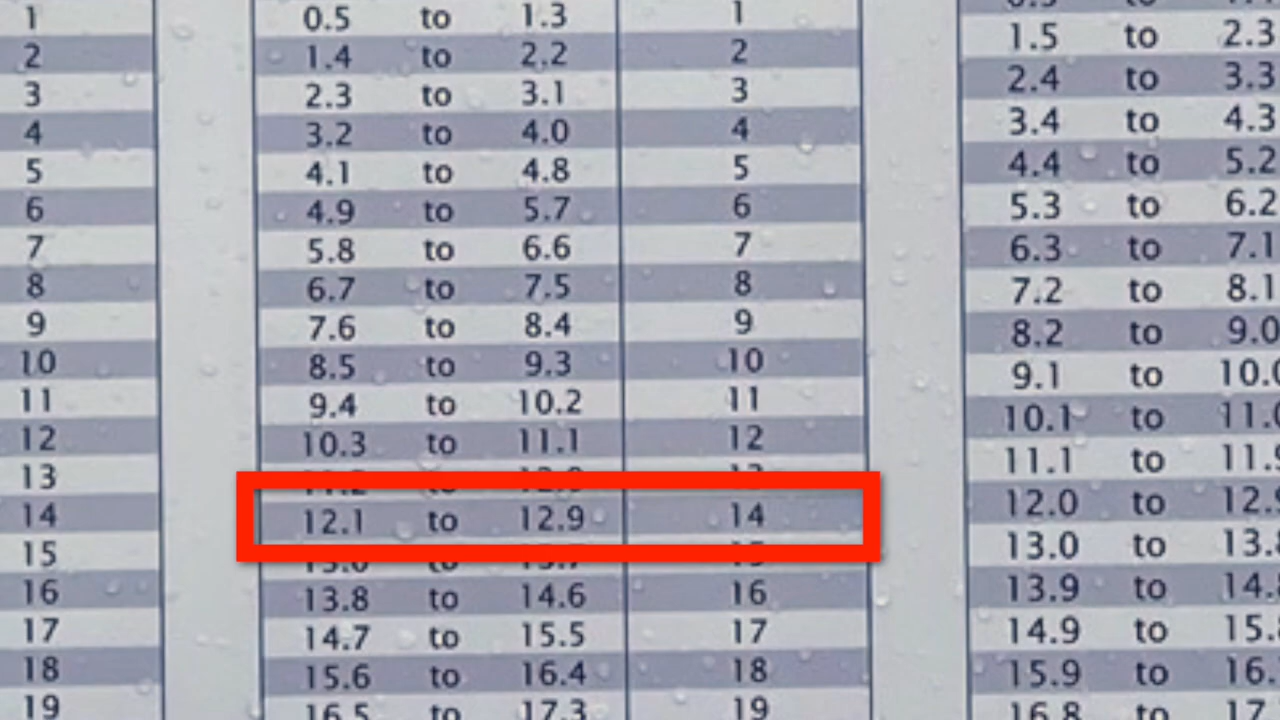 1 0.5 to 1.3 1
2 1.4 to 2.2 2 1.5 to 2.3
3 2.3 to 3.1 3 2.4 to 3.3
4 3.2 to 4.0 4 3.4 to 4.3
5 4.1 to 4.8 5 4.4 to 5.2
6 4.9 to 5.7 6 5.3 to 6.2
7 5.8 to 6.6 7 6.3 to 7.1
8 6.7 to 7.5 8 7.2 to 8.1
9 7.6 to 8.4 9 8.2 to 9.0
10 8.5 to 9.3 10 9.1 to 10.0
11 9.4 to 10.2 11 10.1 to 11.0
12 10.3 to 11.1 12 11.1 to
13 12.0 to
14 12.1 to 12.9 14 13.0 to
15 13.9 to
16 13.8 to 14.6 16
17 14.7 to 15.5 17 14.9 to
18 15.6 to 16.4 18 15.9 to
19 16.5 to 17.3 19 16.8 to